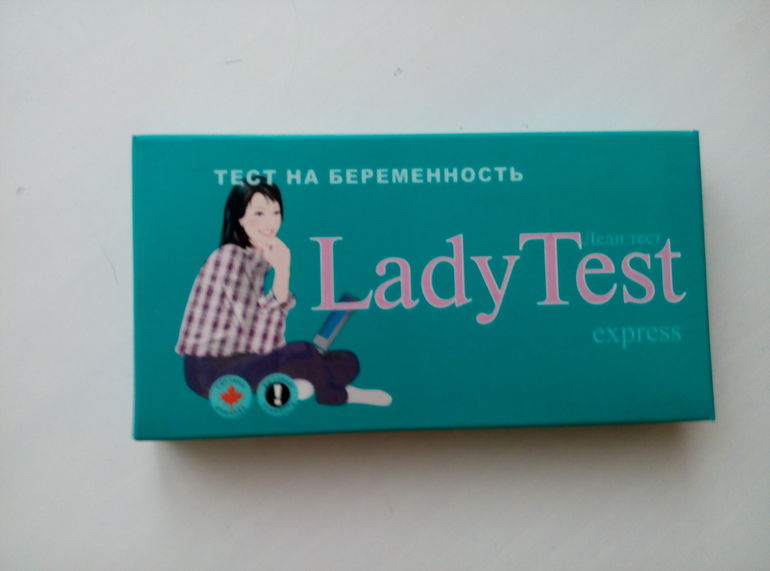 ТЕСТ НА БЕРЕМЕННОСТЬ
Леди тест
LadyTest
express
!